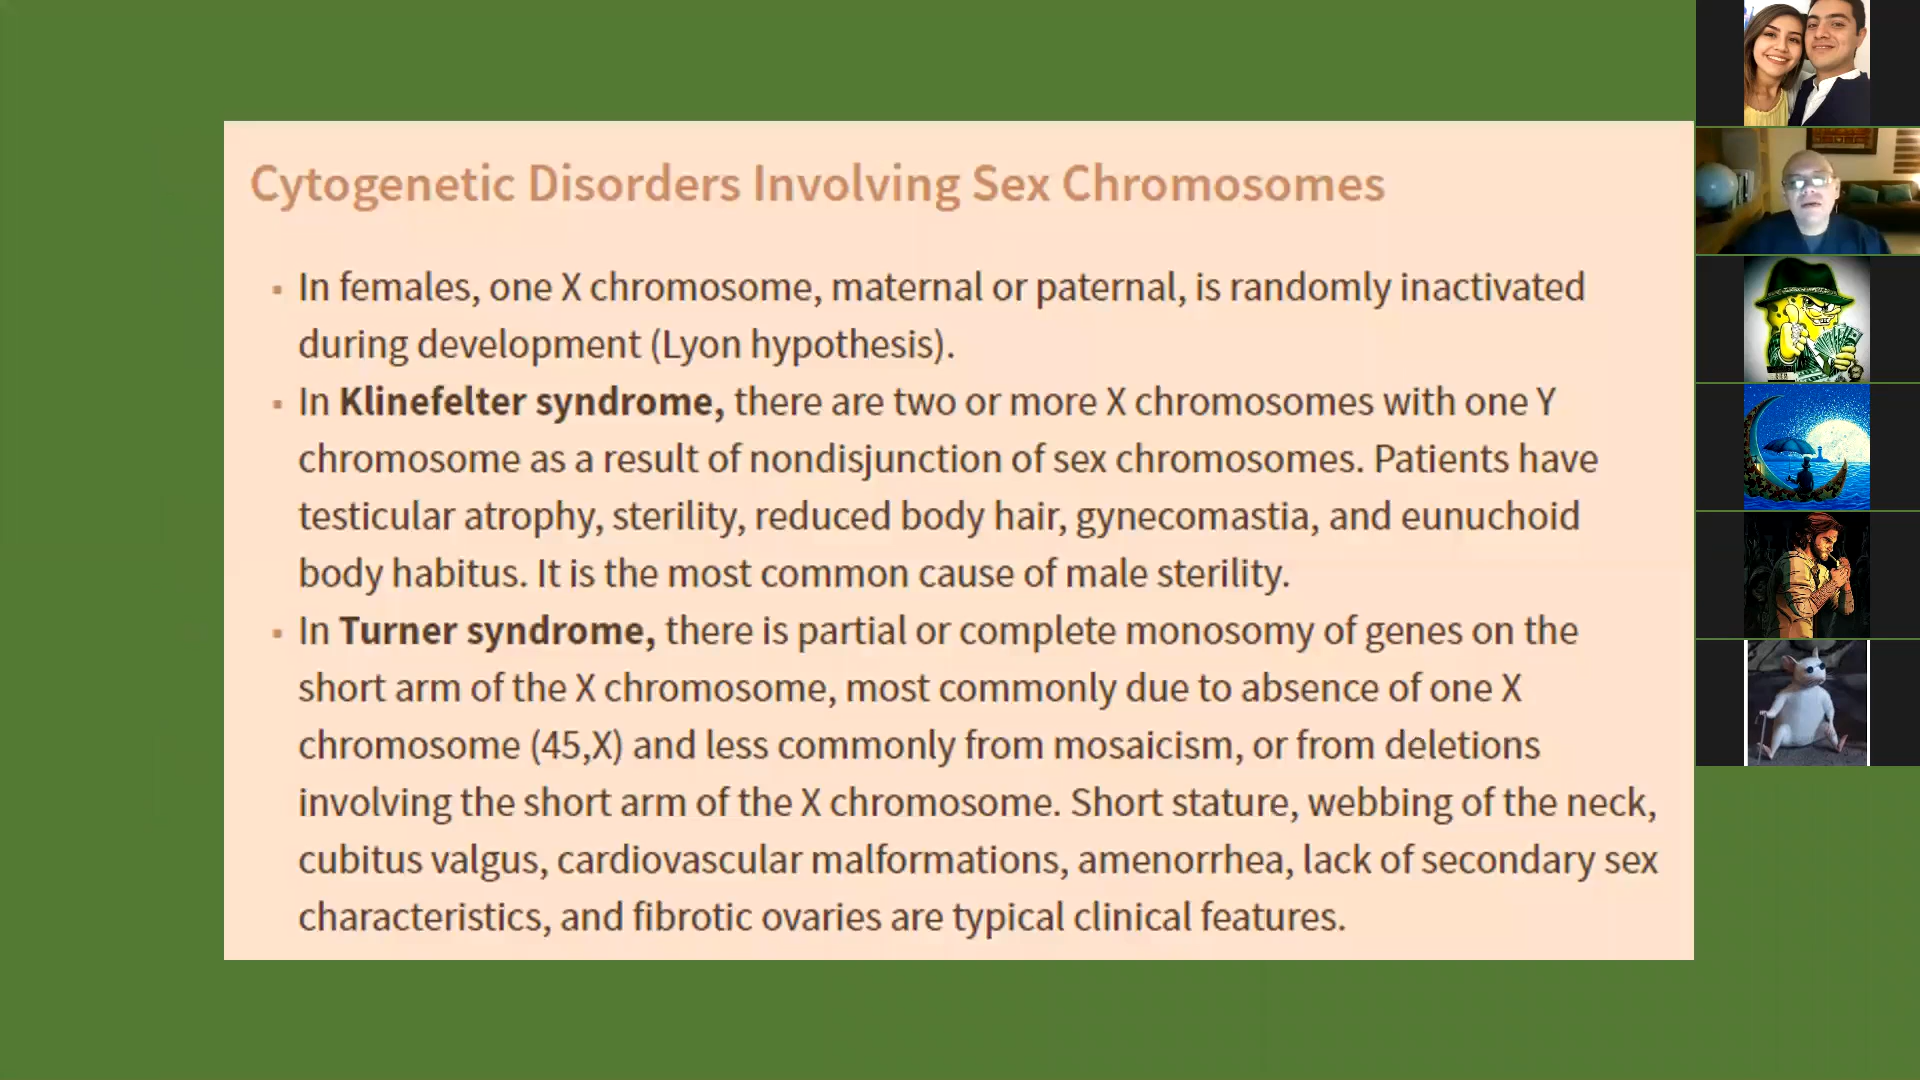 Cytogenetic Disorders Involving Sex Chromosomes
▪ In females, one X chromosome, maternal or paternal, is randomly inactivated
during development (Lyon hypothesis).
▪ In Klinefelter syndrome, there are two or more X chromosomes with one Y
chromosome as a result of nondisjunction of sex chromosomes. Patients have
testicular atrophy, sterility, reduced body hair, gynecomastia, and eunuchoid
body habitus. It is the most common cause of male sterility.
▪ In Turner syndrome, there is partial or complete monosomy of genes on the
short arm of the X chromosome, most commonly due to absence of one X
chromosome (45,X) and less commonly from mosaicism, or from deletions
involving the short arm of the X chromosome. Short stature, webbing of the neck,
cubitus valgus, cardiovascular malformations, amenorrhea, lack of secondary sex
characteristics, and fibrotic ovaries are typical clinical features.